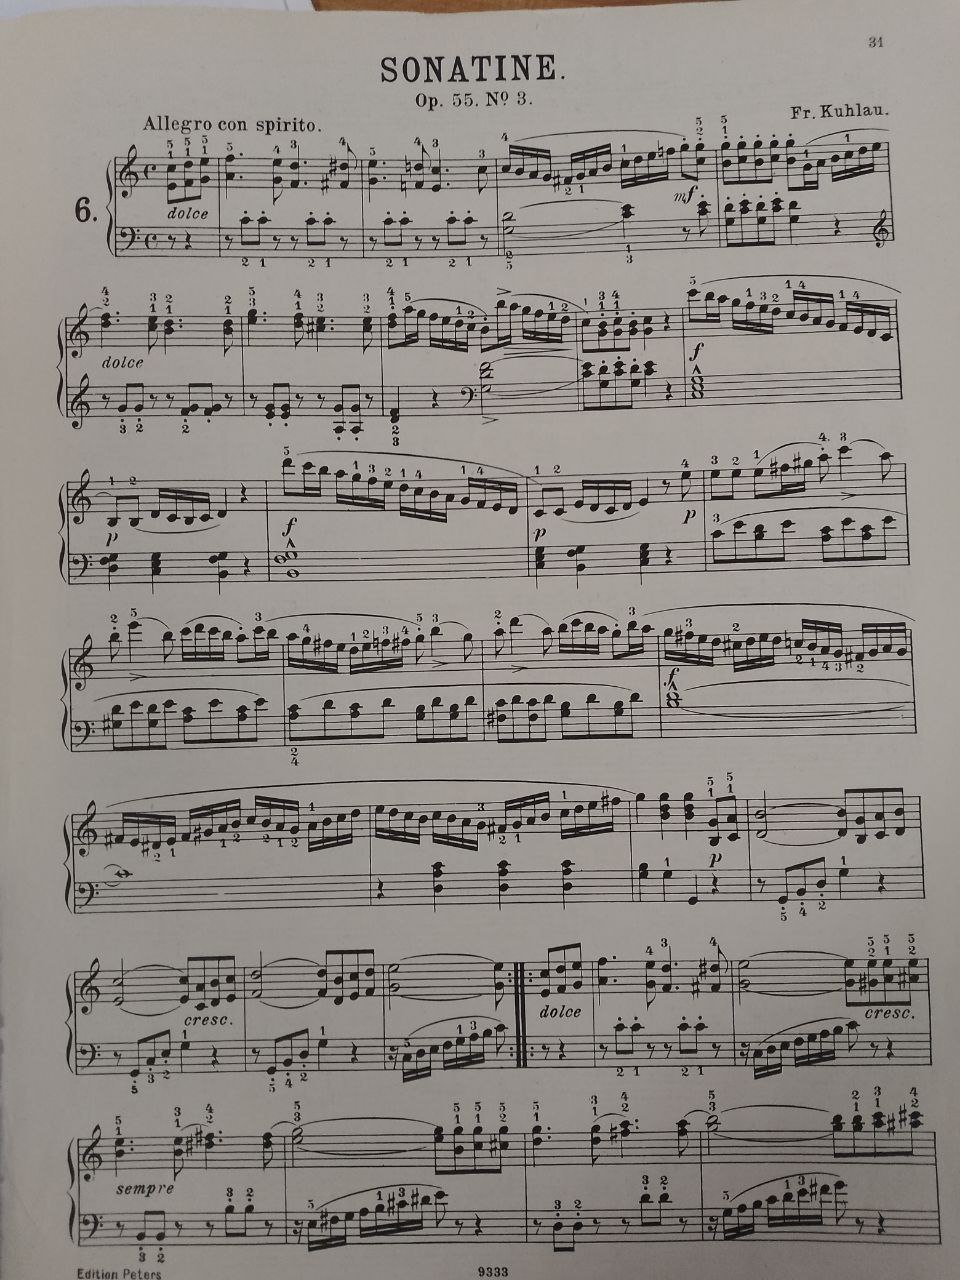 31
SONATINE.
Op. 55. Nº 3.
Allegro con spirito.
Fr. Kuhlau.
6.
dolce
mf
dolce
f
p
f
p
p
f
p
cresc.
dolce
cresc.
sempre
Edition Peters
9333